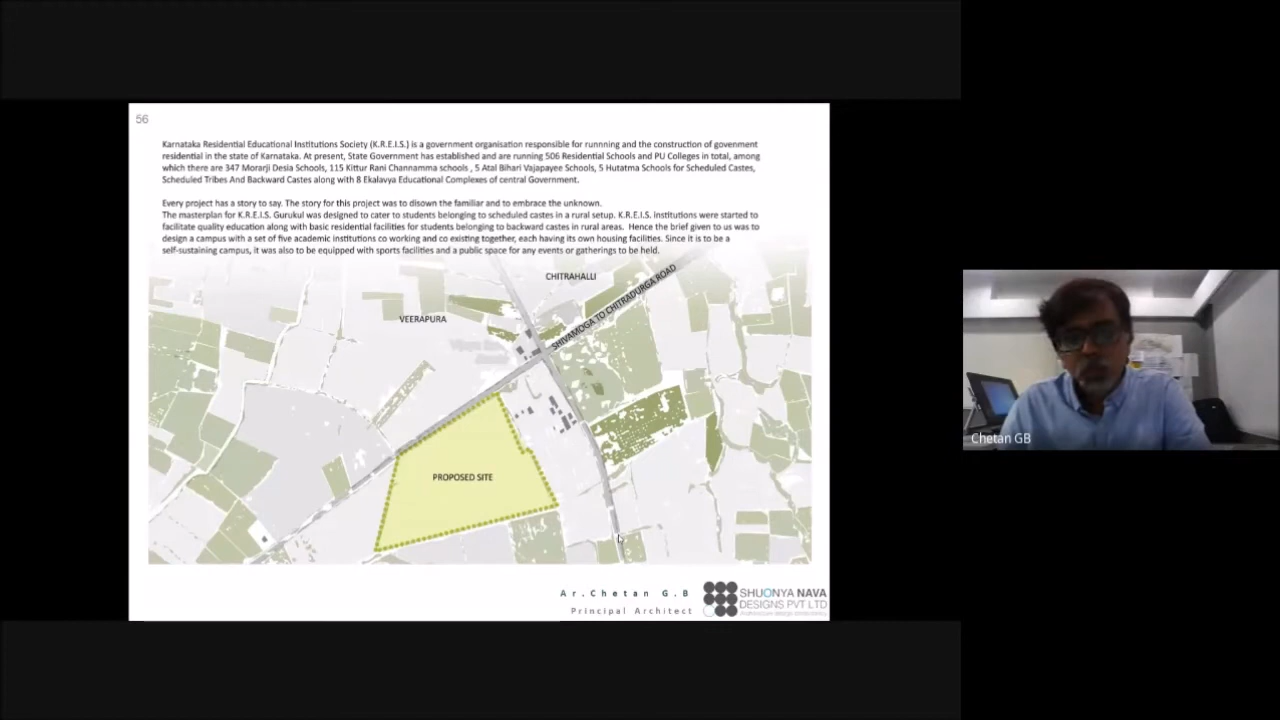 56
Karnataka Residential Educational Institutions Society (K.R.E.I.S.) is a government organisation responsible for runnning and the construction of govenment
residential in the state of Karnataka. At present, State Government has established and are running 506 Residential Schools and PU Colleges in total, among
which there are 347 Morarji Desia Schools, 115 Kittur Rani Channamma schools , 5 Atal Bihari Vajapayee Schools, 5 Hutatma Schools for Scheduled Castes,
Scheduled Tribes And Backward Castes along with 8 Ekalavya Educational Complexes of central Government.
Every project has a story to say. The story for this project was to disown the familiar and to embrace the unknown.
The masterplan for K.R.E.I.S. Gurukul was designed to cater to students belonging to scheduled castes in a rural setup. K.R.E.I.S. institutions were started to
facilitate quality education along with basic residential facilities for students belonging to backward castes in rural areas. Hence the brief given to us was to
design a campus with a set of five academic institutions co working and co existing together, each having its own housing facilities. Since it is to be a
self-sustaining campus, it was also to be equipped with sports facilities and a public space for any events or gatherings to be held.
CHITRAHALLI
SHIVAMOGA TO CHITRADURGA ROAD
VEERAPURA
PROPOSED SITE
Ar.Chetan G.B
Principal Architect
SHUONYA NAVA
DESIGNS PVT LTD
Chetan GB